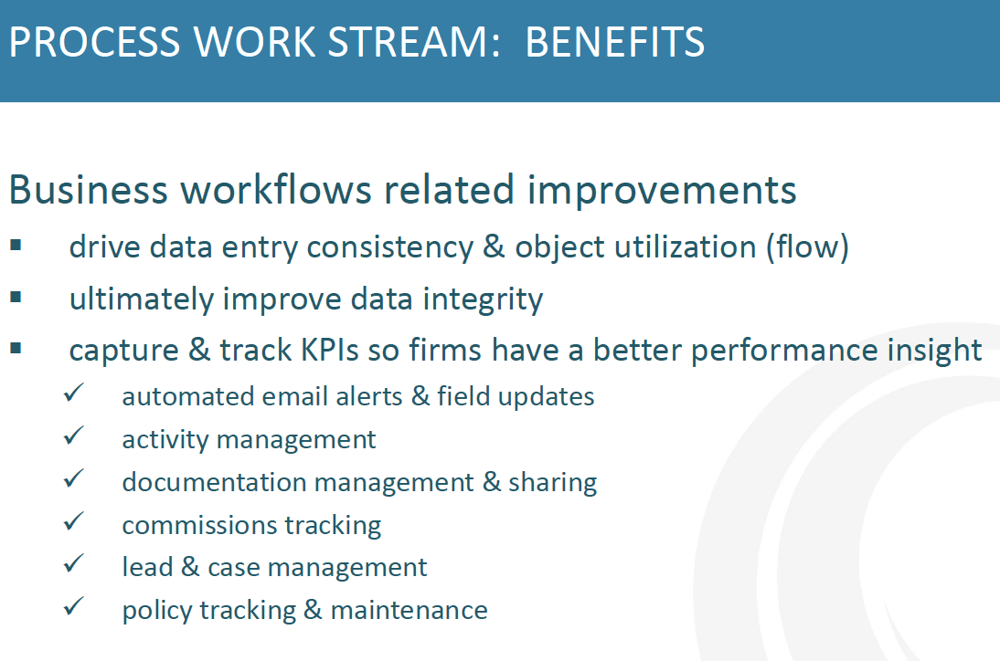 PROCESS WORK STREAM: BENEFITS
Business workflows related improvements
▪ drive data entry consistency & object utilization (flow)
▪ ultimately improve data integrity
▪ capture & track KPIs so firms have a better performance insight
✓ automated email alerts & field updates
✓ activity management
✓ documentation management & sharing
✓ commissions tracking
✓ lead & case management
✓ policy tracking & maintenance